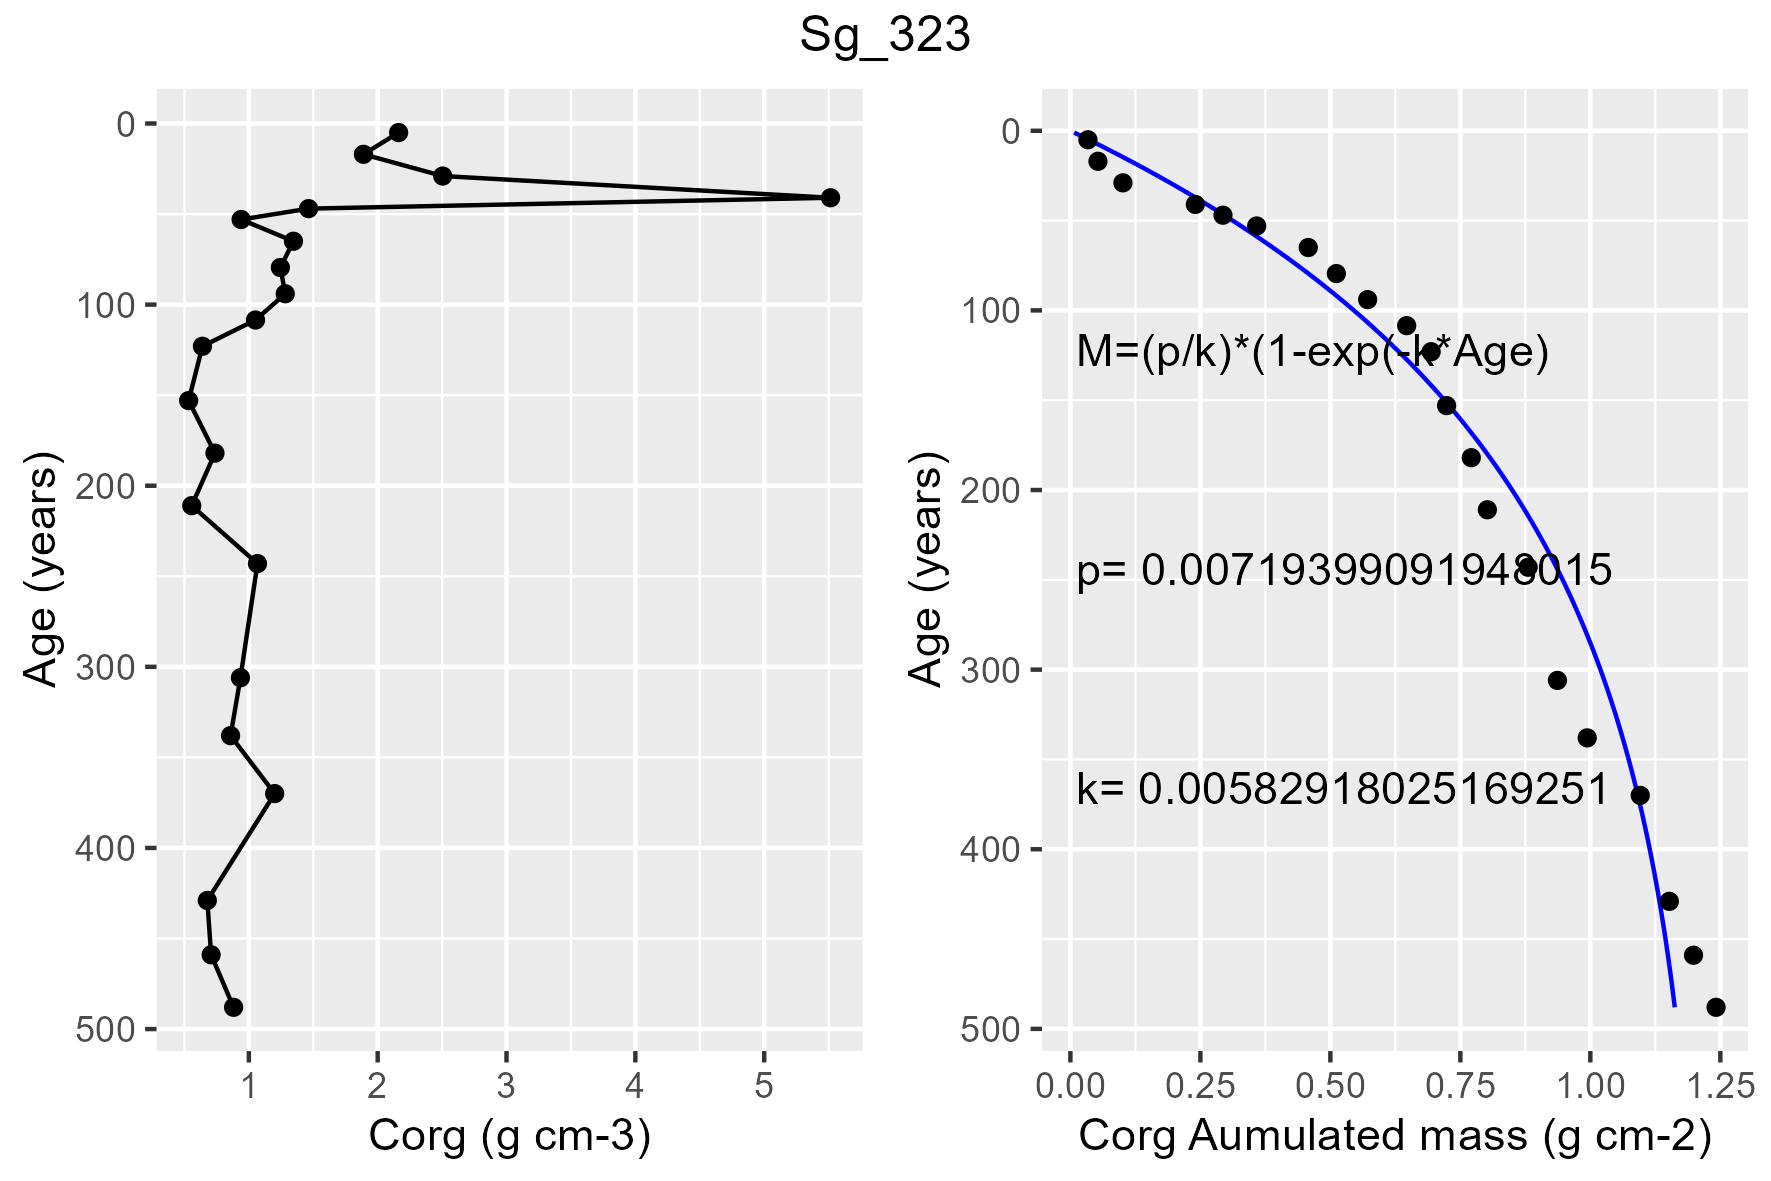 Sg_323
0
100
200
300
400
500
Age (years)
1 2 3 4 5
Corg (g cm-3)
0
100
200
300
400
500
Age (years)
M=(p/k)*(1-exp(-k*Age)
p= 0.00719399091948015
k= 0.00582918025169251
0.00 0.25 0.50 0.75 1.00 1.25
Corg Aumulated mass (g cm-2)